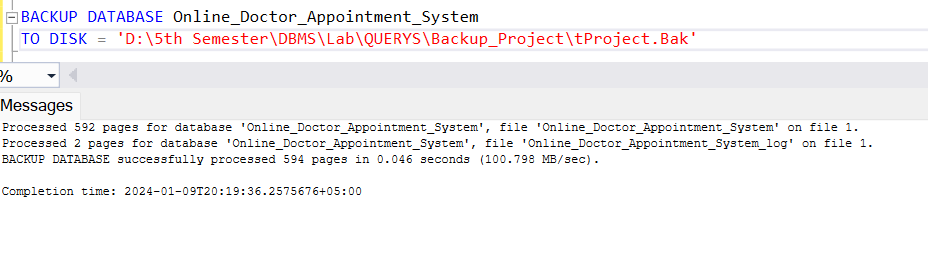 BACKUP DATABASE Online_Doctor_Appointment_System
TO DISK = 'D:\5th Semester\DBMS\Lab\QUERYS\Backup_Project\tProject.Bak'
%
Messages
Processed 592 pages for database 'Online_Doctor_Appointment_System', file 'Online_Doctor_Appointment_System' on file 1.
Processed 2 pages for database 'Online_Doctor_Appointment_System', file 'Online_Doctor_Appointment_System_log' on file 1.
BACKUP DATABASE successfully processed 594 pages in 0.046 seconds (100.798 MB/sec).
Completion time: 2024-01-09T20:19:36.2575676+05:00